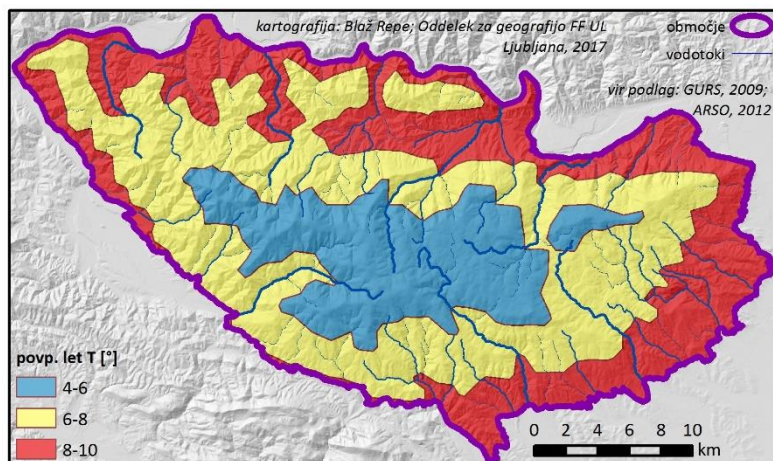 kartografija: Blaž Repe; Oddelek za geografijo FF UL
Ljubljana, 2017
območje
vodotoki
vir podlag: GURS, 2009;
ARSO, 2012
povp. let T [°]
4-6
6-8
8-10
0 2 4 6 8 10
km